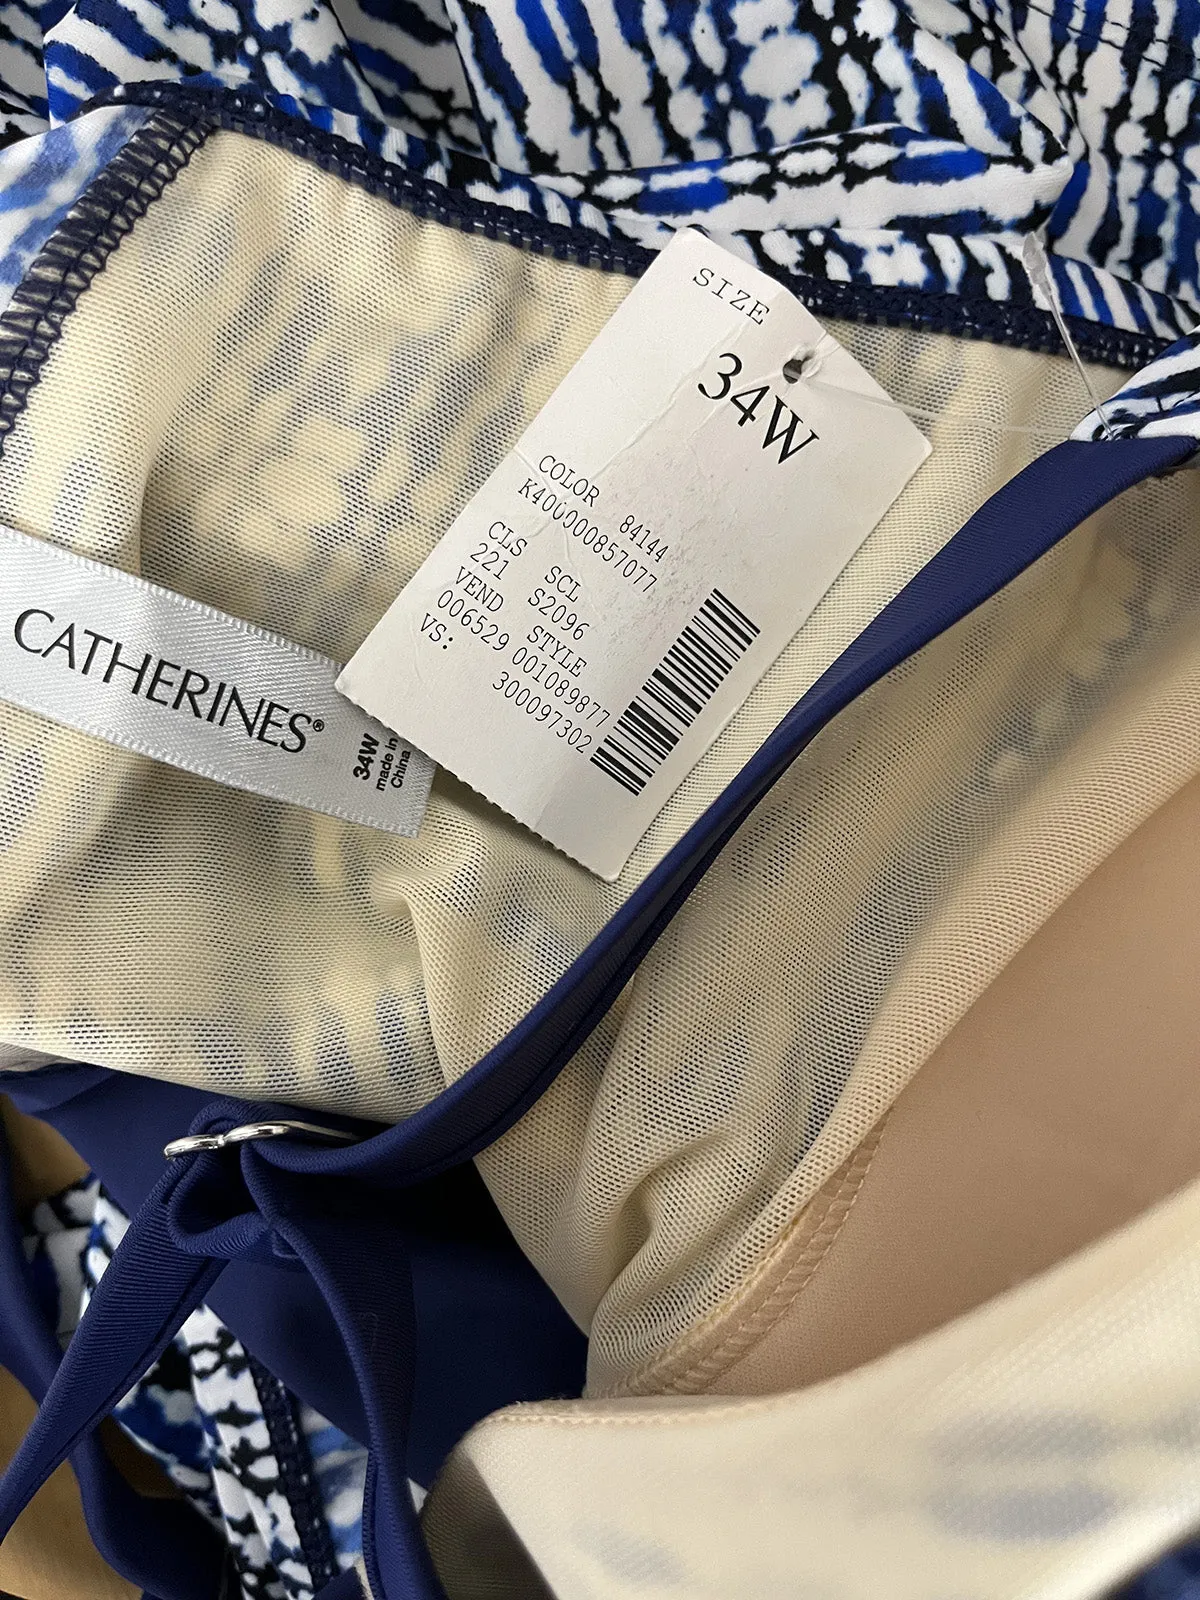 SIZE
34W
COLOR 84144
K400000857077
CLS SCL
221 S2096
VEND STYLE
006529 001089877
VS: 300097302
CATHERINES®
34W
made in
China